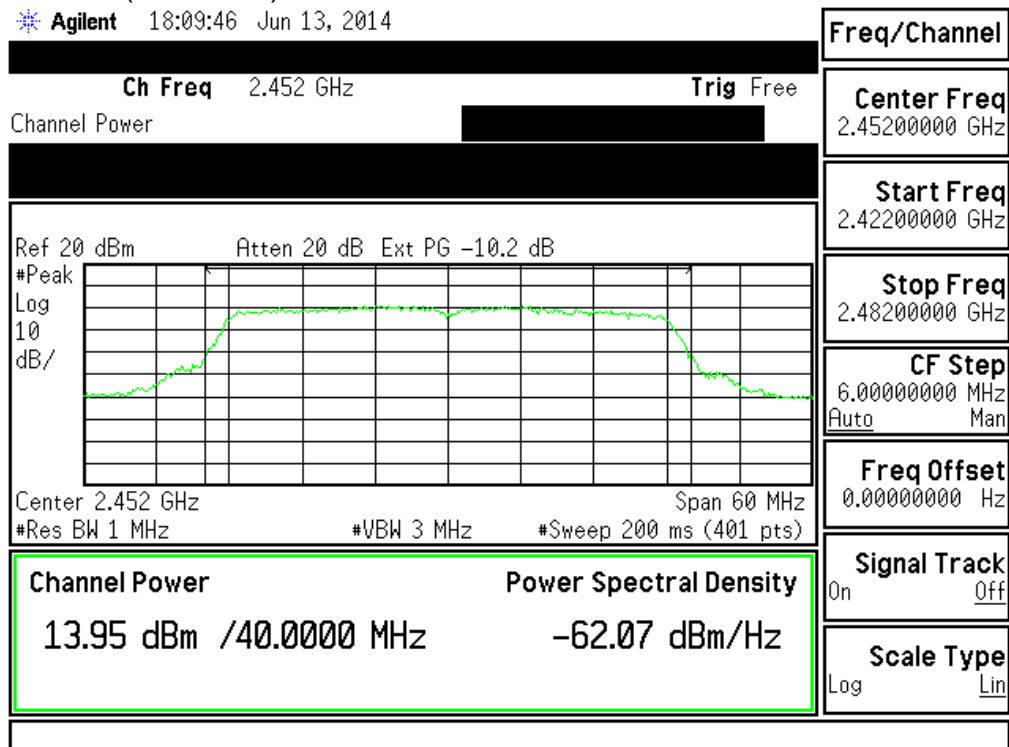 Agilent 18:09:46 Jun 13, 2014
Freq/Channel
Ch Freq 2.452 GHz Trig Free
Channel Power
Center Freq
2.45200000 GHz
Start Freq
2.42200000 GHz
Stop Freq
2.48200000 GHz
CF Step
6.00000000 MHz
Auto Man
Freq Offset
0.00000000 Hz
Signal Track
On Off
Scale Type
Log Lin
Ref 20 dBm Atten 20 dB Ext PG -10.2 dB
#Peak
Log
10
dB/
Center 2.452 GHz Span 60 MHz
#Res BW 1 MHz #VBW 3 MHz #Sweep 200 ms (401 pts)
Channel Power Power Spectral Density
13.95 dBm /40.0000 MHz -62.07 dBm/Hz